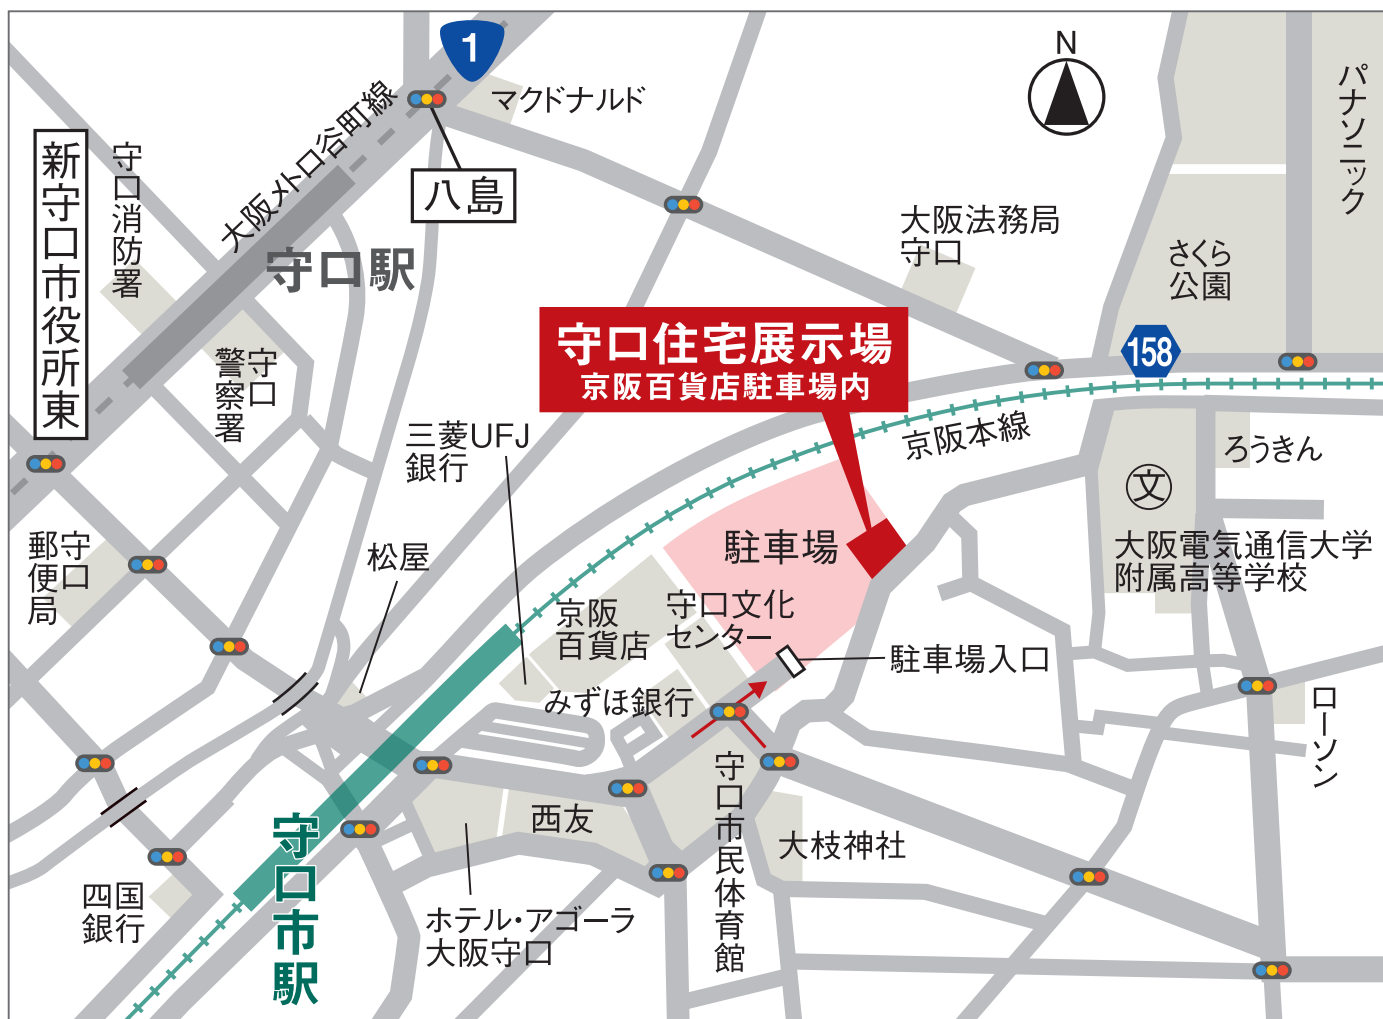 1
N
マクドナルド
大阪メトロ谷町線
八島
新守口市役所東
守口消防署
守口駅
大阪法務局
守口
パナソニック
さくら
公園
158
守口住宅展示場
京阪百貨店駐車場内
守口
警察署
三菱UFJ
銀行
京阪本線
ろうきん
文
大阪電気通信大学
附属高等学校
駐車場
守口
郵便局
松屋
京阪
百貨店
守口文化
センター
駐車場入口
みずほ銀行
ローソン
守口市民体育館
西友
大枝神社
守口市駅
四国
銀行
ホテル・アゴーラ
大阪守口